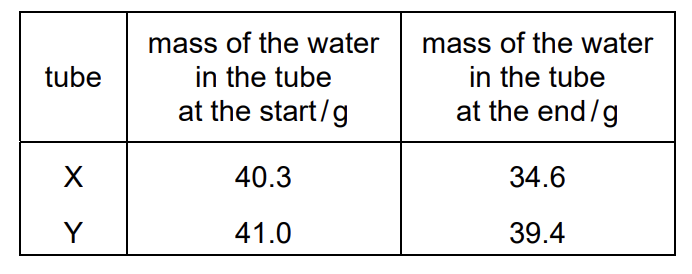 tube
mass of the water
in the tube
at the start/g
mass of the water
in the tube
at the end/g
X 40.3 34.6
Y 41.0 39.4